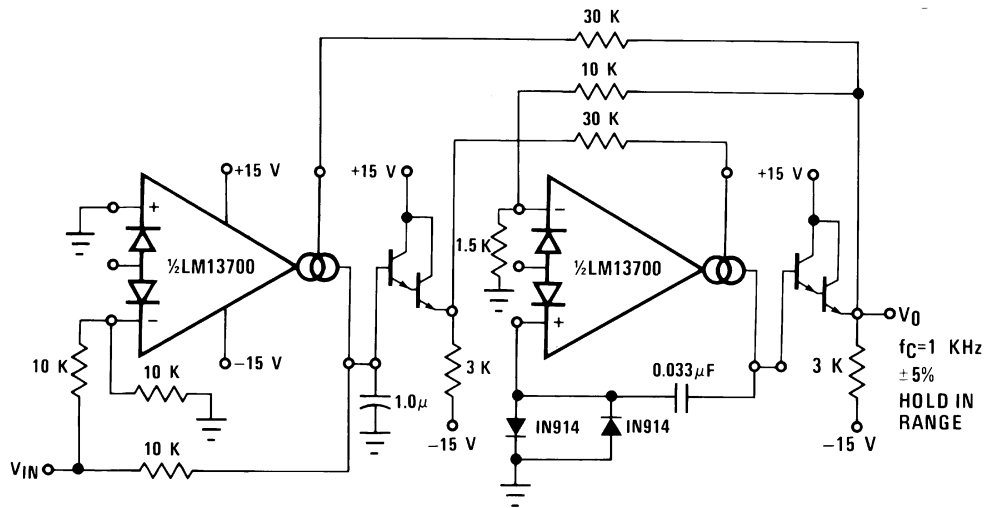 30 K
10 K
30 K
+15 V
+15 V
+15 V
+
−
1.5 K
½LM13700
½LM13700
−
+
V0
fC=1 KHz
±5%
HOLD IN
RANGE
10 K
10 K
−15 V
3 K
0.033µF
3 K
1.0µ
−15 V
IN914
IN914
−15 V
10 K
VIN